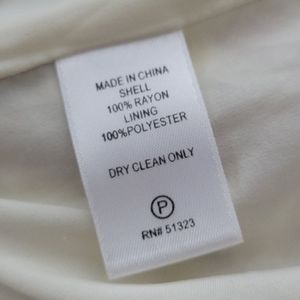 MADE IN CHINA
SHELL
100% RAYON
LINING
100%POLYESTER
DRY CLEAN ONLY
P
RN# 51323